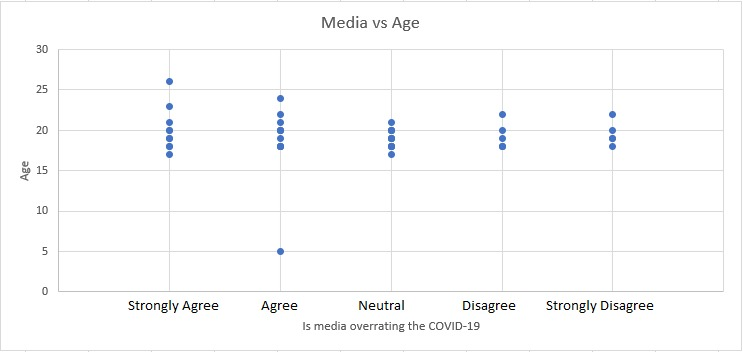 Media vs Age
30
25
20
15
10
5
0
Age
Strongly Agree Agree Neutral Disagree Strongly Disagree
Is media overrating the COVID-19